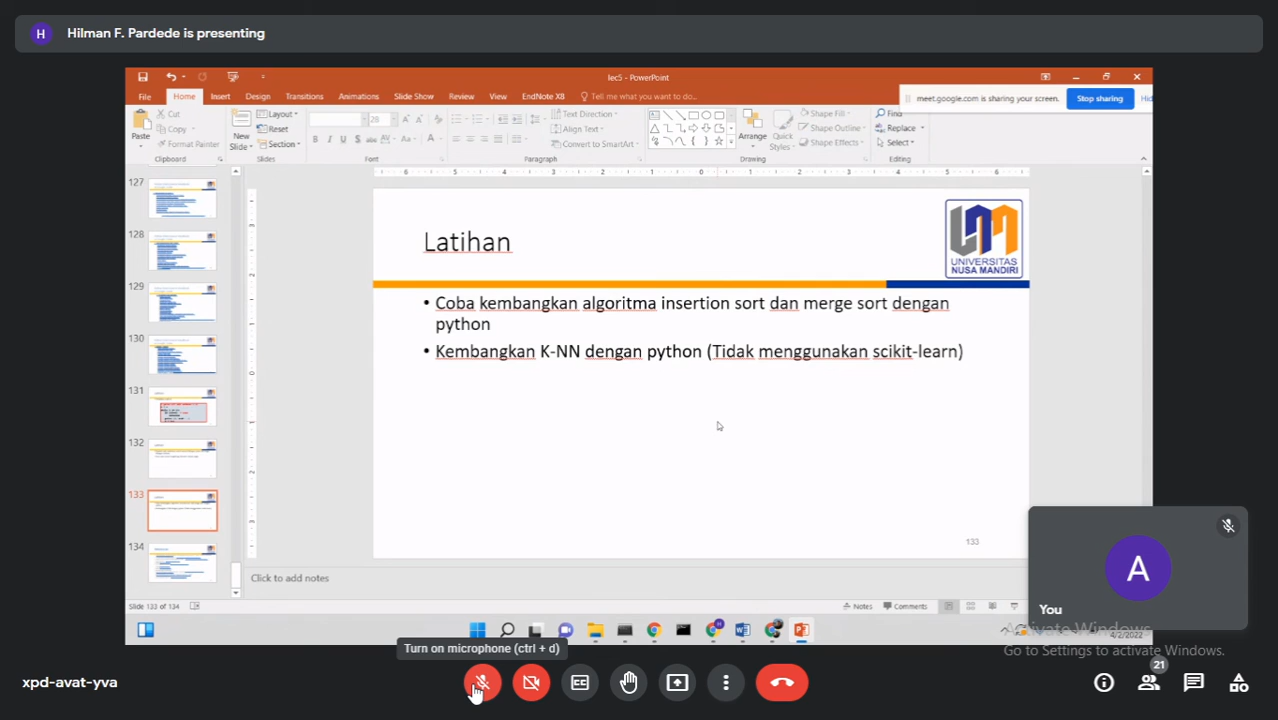 H
Hilman F. Pardede is presenting
lec5 - PowerPoint
File Home Insert Design Transitions Animations Slide Show Review View EndNote X8 Tell me what you want to do...
meet.google.com is sharing your screen. Stop sharing Hid
Paste
Cut
Copy
Format Painter
Clipboard
New
Slide
Layout
Reset
Section
Slides
28
Font
Text Direction
Align Text
Convert to SmartArt
Paragraph
Arrange
Quick
Styles
Shape Fill
Shape Outline
Shape Effects
Drawing
Find
Replace
Select
Editing
127
128
129
130
131
132
133
134
Latihan
UNIVERSITAS
NUSA MANDIRI
• Coba kembangkan algoritma insertion sort dan merge sort dengan
python
• Kembangkan K-NN dengan python (Tidak menggunakan scikit-learn)
133
Click to add notes
Slide 133 of 134
Notes
Comments
A
You
4/2/2022
Activate Windows
Go to Settings to activate Windows.
Turn on microphone (ctrl + d)
xpd-avat-yva
21